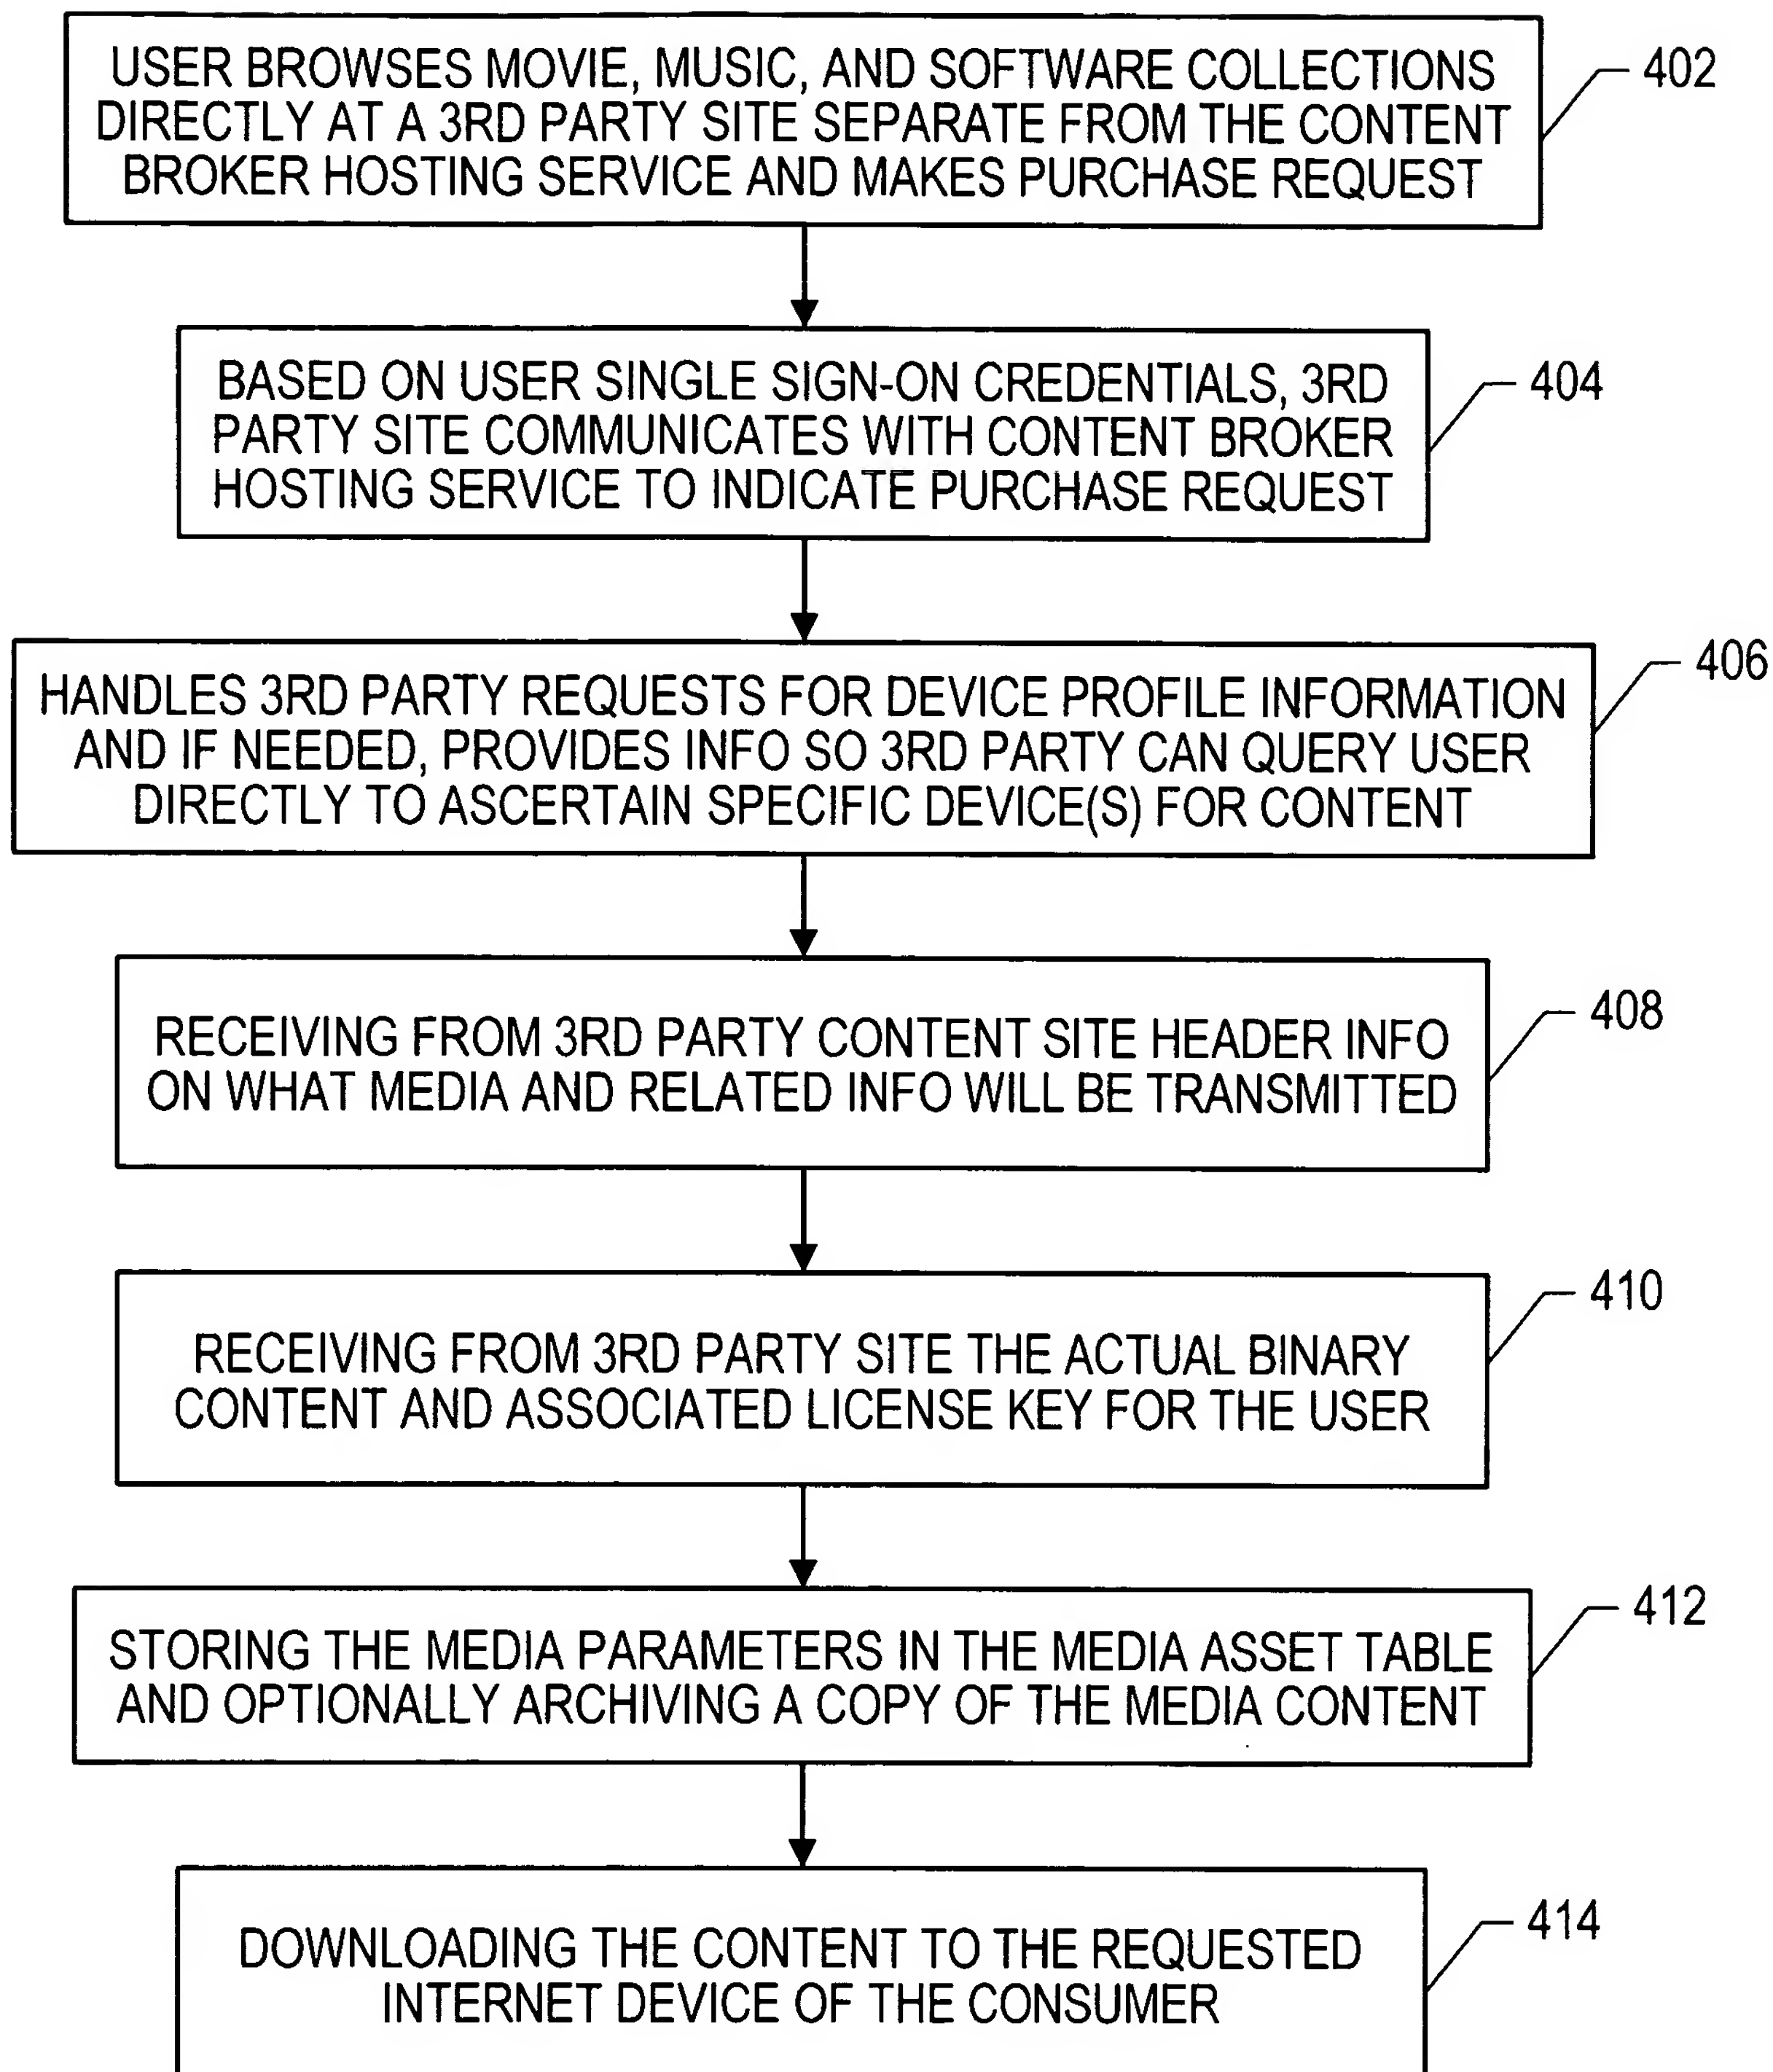 USER BROWSES MOVIE, MUSIC, AND SOFTWARE COLLECTIONS
DIRECTLY AT A 3RD PARTY SITE SEPARATE FROM THE CONTENT
BROKER HOSTING SERVICE AND MAKES PURCHASE REQUEST
402
BASED ON USER SINGLE SIGN-ON CREDENTIALS, 3RD
PARTY SITE COMMUNICATES WITH CONTENT BROKER
HOSTING SERVICE TO INDICATE PURCHASE REQUEST
404
HANDLES 3RD PARTY REQUESTS FOR DEVICE PROFILE INFORMATION
AND IF NEEDED, PROVIDES INFO SO 3RD PARTY CAN QUERY USER
DIRECTLY TO ASCERTAIN SPECIFIC DEVICE(S) FOR CONTENT
406
RECEIVING FROM 3RD PARTY CONTENT SITE HEADER INFO
ON WHAT MEDIA AND RELATED INFO WILL BE TRANSMITTED
408
RECEIVING FROM 3RD PARTY SITE THE ACTUAL BINARY
CONTENT AND ASSOCIATED LICENSE KEY FOR THE USER
410
STORING THE MEDIA PARAMETERS IN THE MEDIA ASSET TABLE
AND OPTIONALLY ARCHIVING A COPY OF THE MEDIA CONTENT
412
DOWNLOADING THE CONTENT TO THE REQUESTED
INTERNET DEVICE OF THE CONSUMER
414